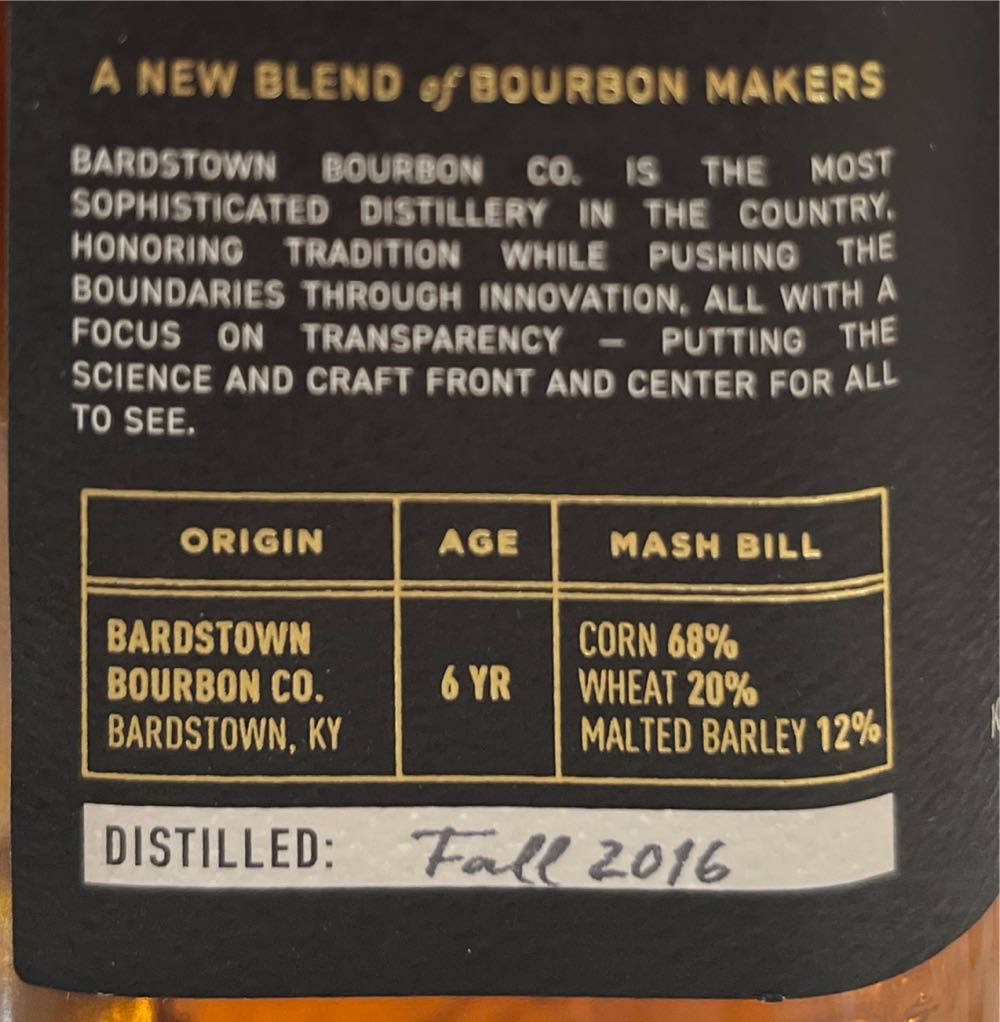 A NEW BLEND of BOURBON MAKERS
BARDSTOWN BOURBON CO. IS THE MOST
SOPHISTICATED DISTILLERY IN THE COUNTRY,
HONORING TRADITION WHILE PUSHING THE
BOUNDARIES THROUGH INNOVATION, ALL WITH A
FOCUS ON TRANSPARENCY — PUTTING THE
SCIENCE AND CRAFT FRONT AND CENTER FOR ALL
TO SEE.
ORIGIN AGE MASH BILL
BARDSTOWN
BOURBON CO.
BARDSTOWN, KY
6 YR
CORN 68%
WHEAT 20%
MALTED BARLEY 12%
DISTILLED: Fall 2016